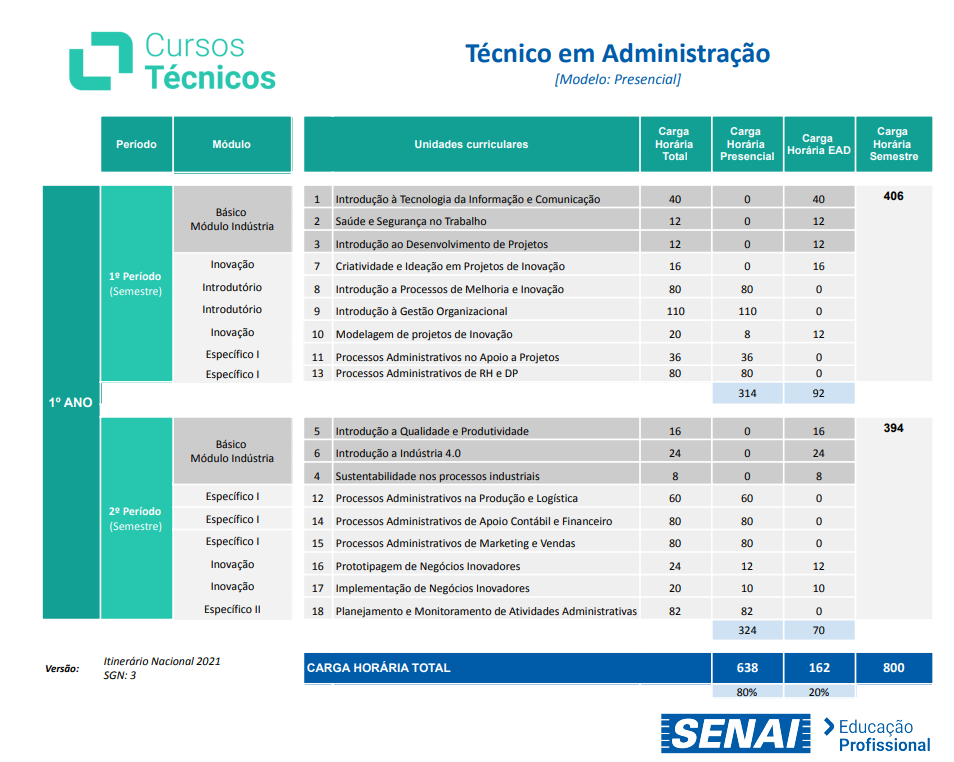 Cursos
Técnicos
Técnico em Administração
[Modelo: Presencial]
Período
Módulo
Unidades curriculares
Carga
Horária
Total
Carga
Horária
Presencial
Carga
Horária EAD
Carga
Horária
Semestre
1º ANO
1º Período
(Semestre)
Básico
Módulo Indústria
1 Introdução à Tecnologia da Informação e Comunicação 40 0 40
406
2 Saúde e Segurança no Trabalho 12 0 12
3 Introdução ao Desenvolvimento de Projetos 12 0 12
Inovação 7 Criatividade e Ideação em Projetos de Inovação 16 0 16
Introdutório 8 Introdução a Processos de Melhoria e Inovação 80 80 0
Introdutório 9 Introdução à Gestão Organizacional 110 110 0
Inovação 10 Modelagem de projetos de Inovação 20 8 12
Específico I 11 Processos Administrativos no Apoio a Projetos 36 36 0
Específico I 13 Processos Administrativos de RH e DP 80 80 0
314 92
2º Período
(Semestre)
Básico
Módulo Indústria
5 Introdução a Qualidade e Produtividade 16 0 16
394
6 Introdução a Indústria 4.0 24 0 24
4 Sustentabilidade nos processos industriais 8 0 8
Específico I 12 Processos Administrativos na Produção e Logística 60 60 0
Específico I 14 Processos Administrativos de Apoio Contábil e Financeiro 80 80 0
Específico I 15 Processos Administrativos de Marketing e Vendas 80 80 0
Inovação 16 Prototipagem de Negócios Inovadores 24 12 12
Inovação 17 Implementação de Negócios Inovadores 20 10 10
Específico II 18 Planejamento e Monitoramento de Atividades Administrativas 82 82 0
324 70
Versão:
Itinerário Nacional 2021
SGN: 3
CARGA HORÁRIA TOTAL 638 162 800
80% 20%
SENAI
Educação
Profissional